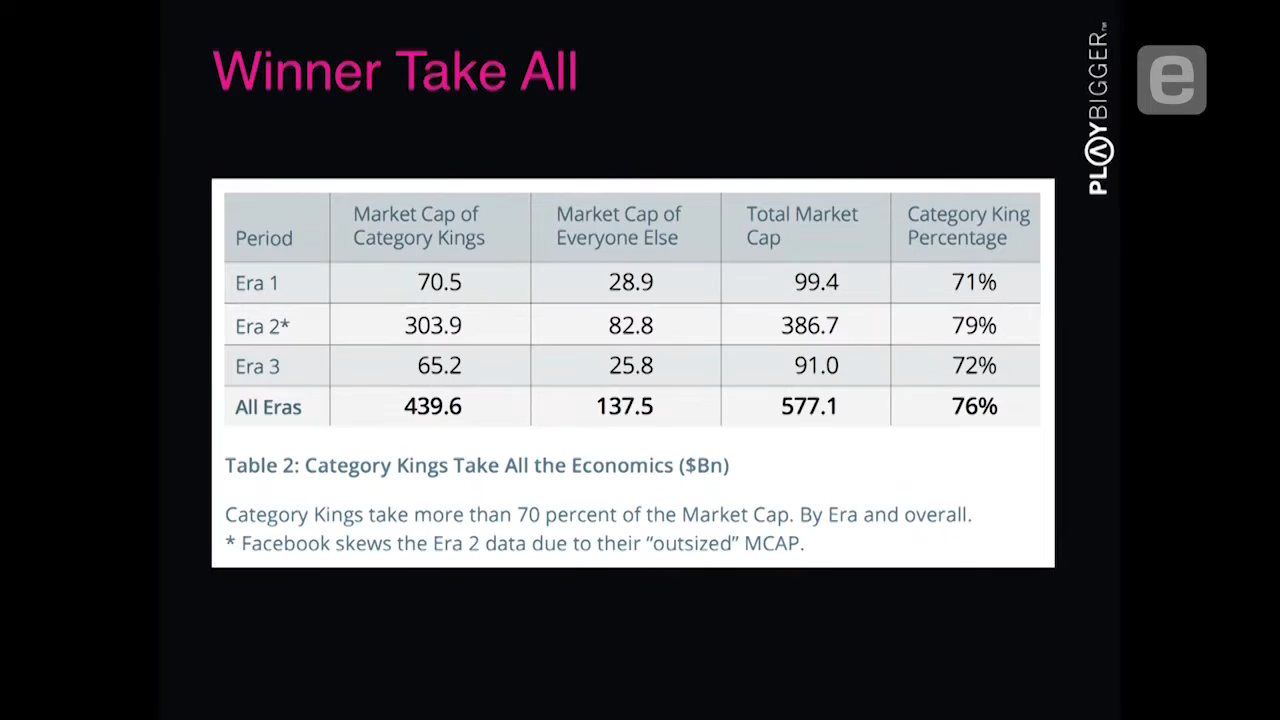 Winner Take All
PLAYBIGGER™
e
Period Market Cap of Category Kings Market Cap of Everyone Else Total Market Cap Category King Percentage
Era 1 70.5 28.9 99.4 71%
Era 2* 303.9 82.8 386.7 79%
Era 3 65.2 25.8 91.0 72%
All Eras 439.6 137.5 577.1 76%
Table 2: Category Kings Take All the Economics ($Bn)
Category Kings take more than 70 percent of the Market Cap. By Era and overall.
* Facebook skews the Era 2 data due to their “outsized” MCAP.